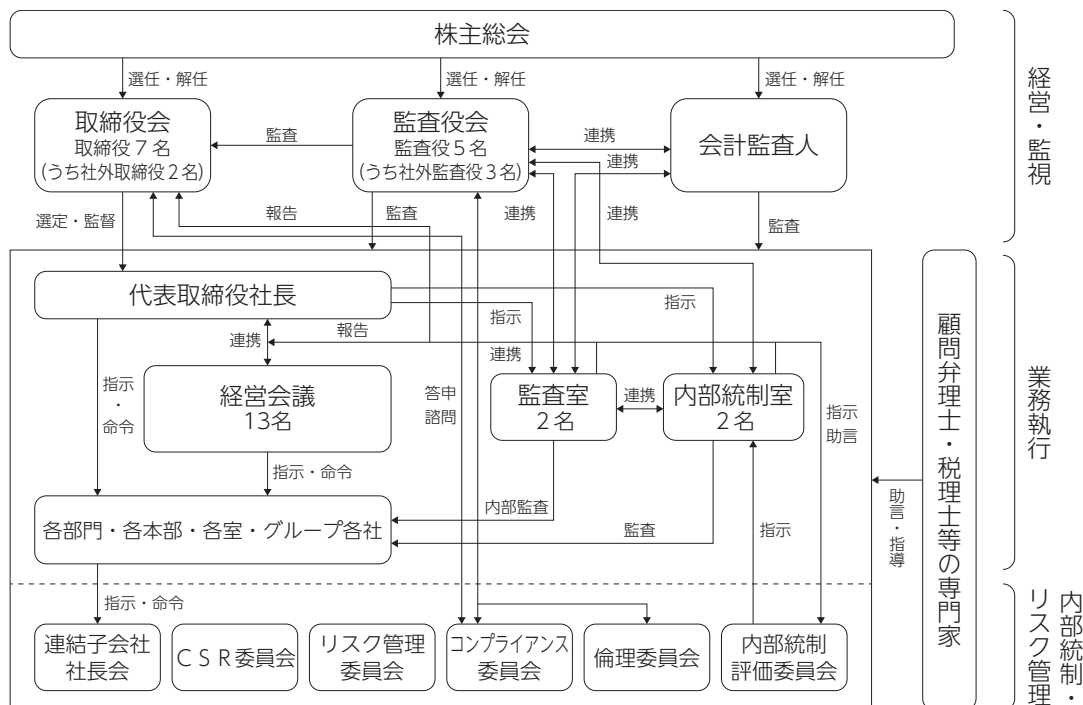 株主総会
選任・解任
選任・解任
選任・解任
取締役会
取締役7名
(うち社外取締役2名)
監査
監査役会
監査役5名
(うち社外監査役3名)
連携
連携
会計監査人
経営・監視
選定・監督
報告
監査
連携
連携
監査
代表取締役社長
指示
指示
連携
報告
連携
指示
・
命令
経営会議
13名
答申
諮問
監査室
2名
連携
内部統制室
2名
指示
助言
指示・命令
内部監査
監査
指示
各部門・各本部・各室・グループ各社
助言・指導
顧問弁理士・税理士等の専門家
業務執行
指示・命令
連結子会社
社長会
CSR委員会
リスク管理
委員会
コンプライアンス
委員会
倫理委員会
内部統制
評価委員会
内部統制・
リスク管理